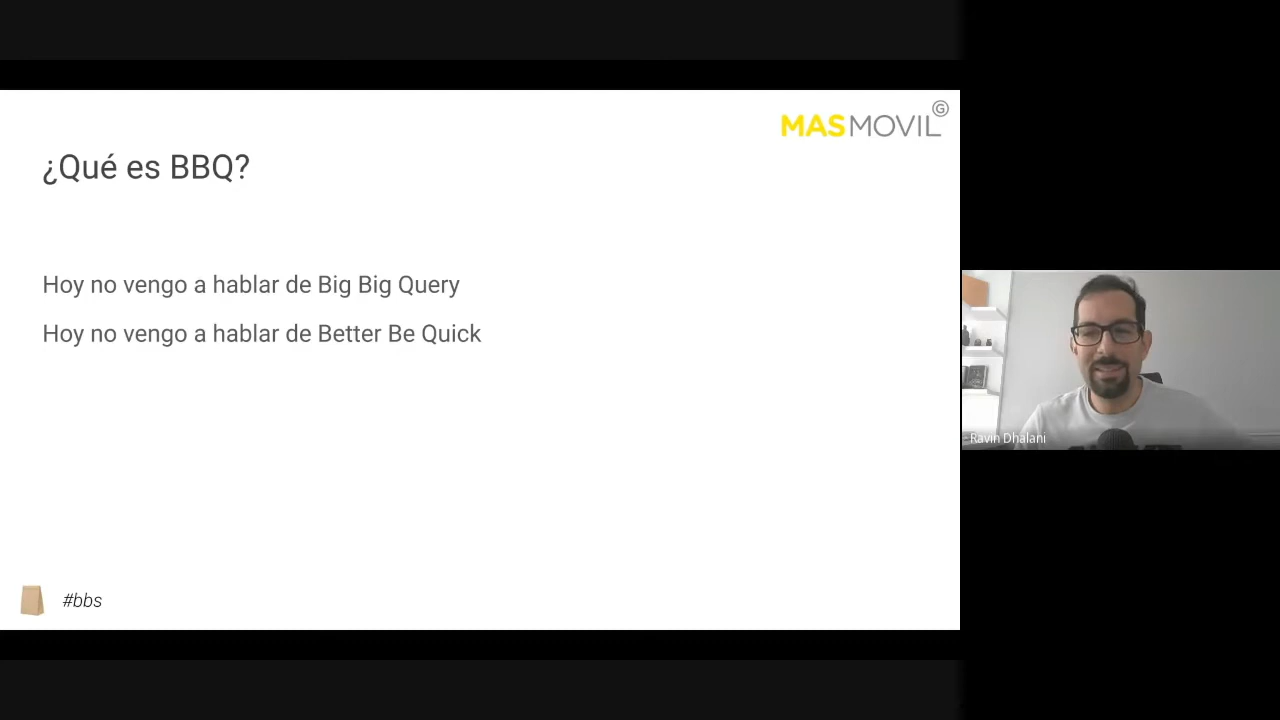 MASMOVIL G
¿Qué es BBQ?
Hoy no vengo a hablar de Big Big Query
Hoy no vengo a hablar de Better Be Quick
#bbs
Ravin Dhalani